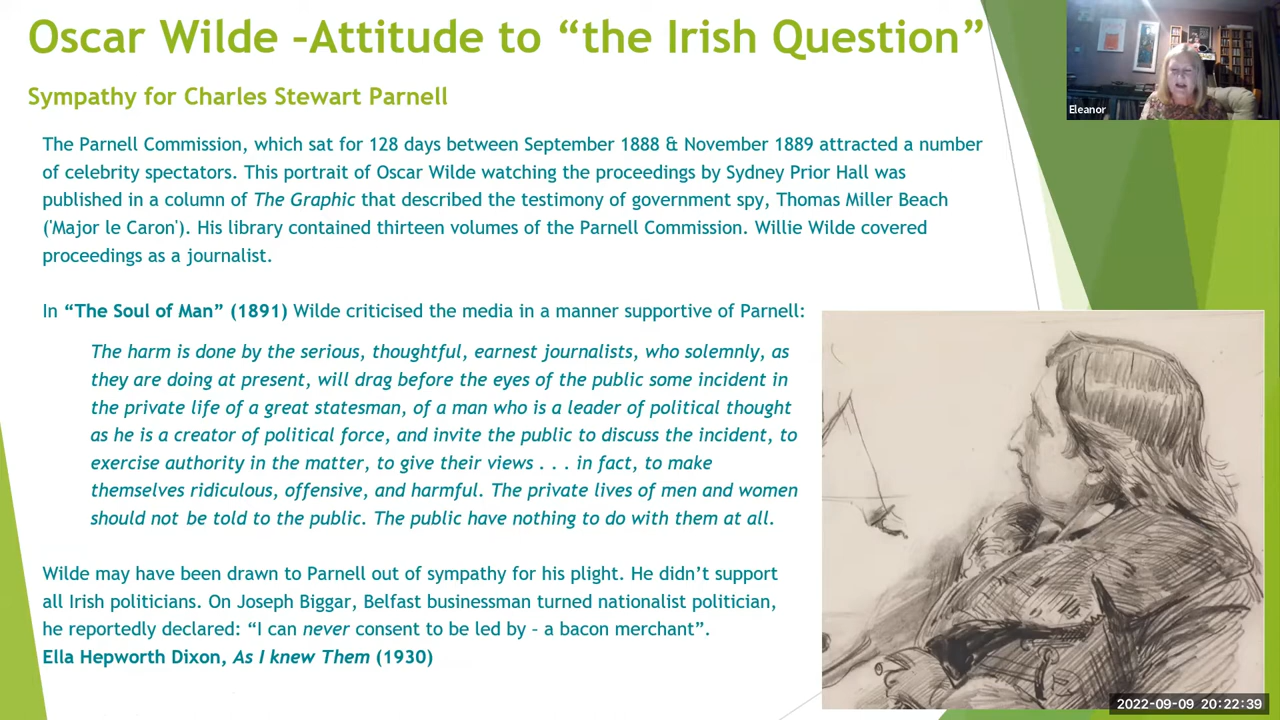 Oscar Wilde –Attitude to “the Irish Question”
Eleanor
Sympathy for Charles Stewart Parnell
The Parnell Commission, which sat for 128 days between September 1888 & November 1889 attracted a number
of celebrity spectators. This portrait of Oscar Wilde watching the proceedings by Sydney Prior Hall was
published in a column of The Graphic that described the testimony of government spy, Thomas Miller Beach
('Major le Caron'). His library contained thirteen volumes of the Parnell Commission. Willie Wilde covered
proceedings as a journalist.
In “The Soul of Man” (1891) Wilde criticised the media in a manner supportive of Parnell:
The harm is done by the serious, thoughtful, earnest journalists, who solemnly, as
they are doing at present, will drag before the eyes of the public some incident in
the private life of a great statesman, of a man who is a leader of political thought
as he is a creator of political force, and invite the public to discuss the incident, to
exercise authority in the matter, to give their views . . . in fact, to make
themselves ridiculous, offensive, and harmful. The private lives of men and women
should not be told to the public. The public have nothing to do with them at all.
Wilde may have been drawn to Parnell out of sympathy for his plight. He didn’t support
all Irish politicians. On Joseph Biggar, Belfast businessman turned nationalist politician,
he reportedly declared: “I can never consent to be led by – a bacon merchant”.
Ella Hepworth Dixon, As I knew Them (1930)
2022-09-09 20:22:39